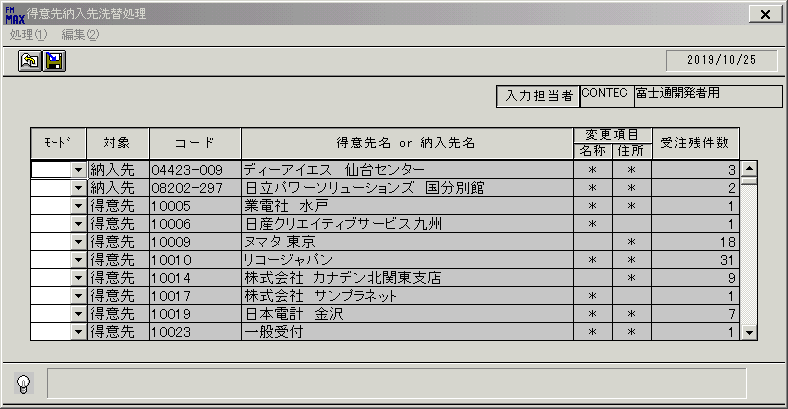 FM MAX 得意先納入先洗替処理
処理(1) 編集(2)
2019/10/25
入力担当者 CONTEC 富士通開発者用
ﾓｰﾄﾞ 対象 コード 得意先名 or 納入先名 変更項目 受注残件数
名称 住所
納入先 04423-009 ディーアイエス 仙台センター * * 3
納入先 08202-297 日立パワーソリューションズ 国分別館 * * 2
得意先 10005 業電社 水戸 * * 1
得意先 10006 日産クリエイティブサービス九州 * 1
得意先 10009 ヌマタ東京 * 18
得意先 10010 リコージャパン * * 31
得意先 10014 株式会社 カナデン北関東支店 * 9
得意先 10017 株式会社 サンプラネット * 1
得意先 10019 日本電計 金沢 * * 7
得意先 10023 一般受付 * * 1